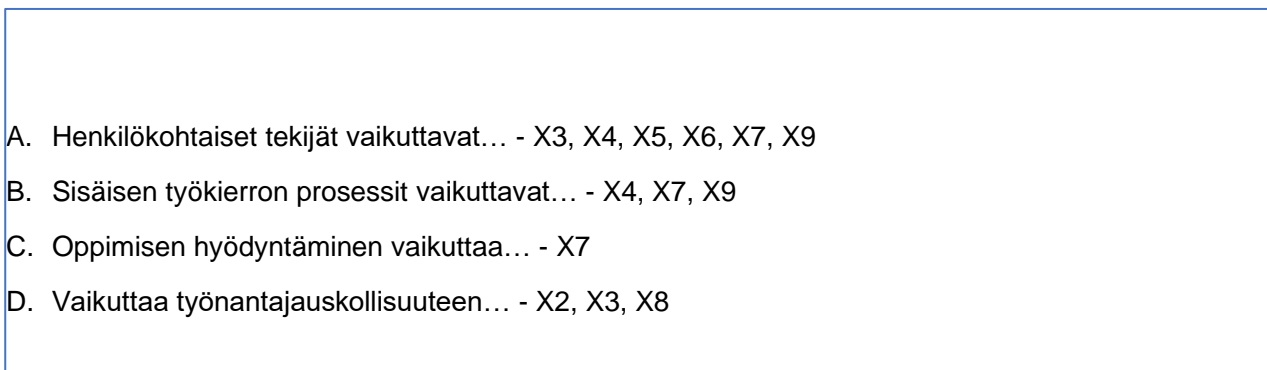 A. Henkilökohtaiset tekijät vaikuttavat… - X3, X4, X5, X6, X7, X9
B. Sisäisen työkierron prosessit vaikuttavat… - X4, X7, X9
C. Oppimisen hyödyntäminen vaikuttaa… - X7
D. Vaikuttaa työnantajauskollisuuteen… - X2, X3, X8